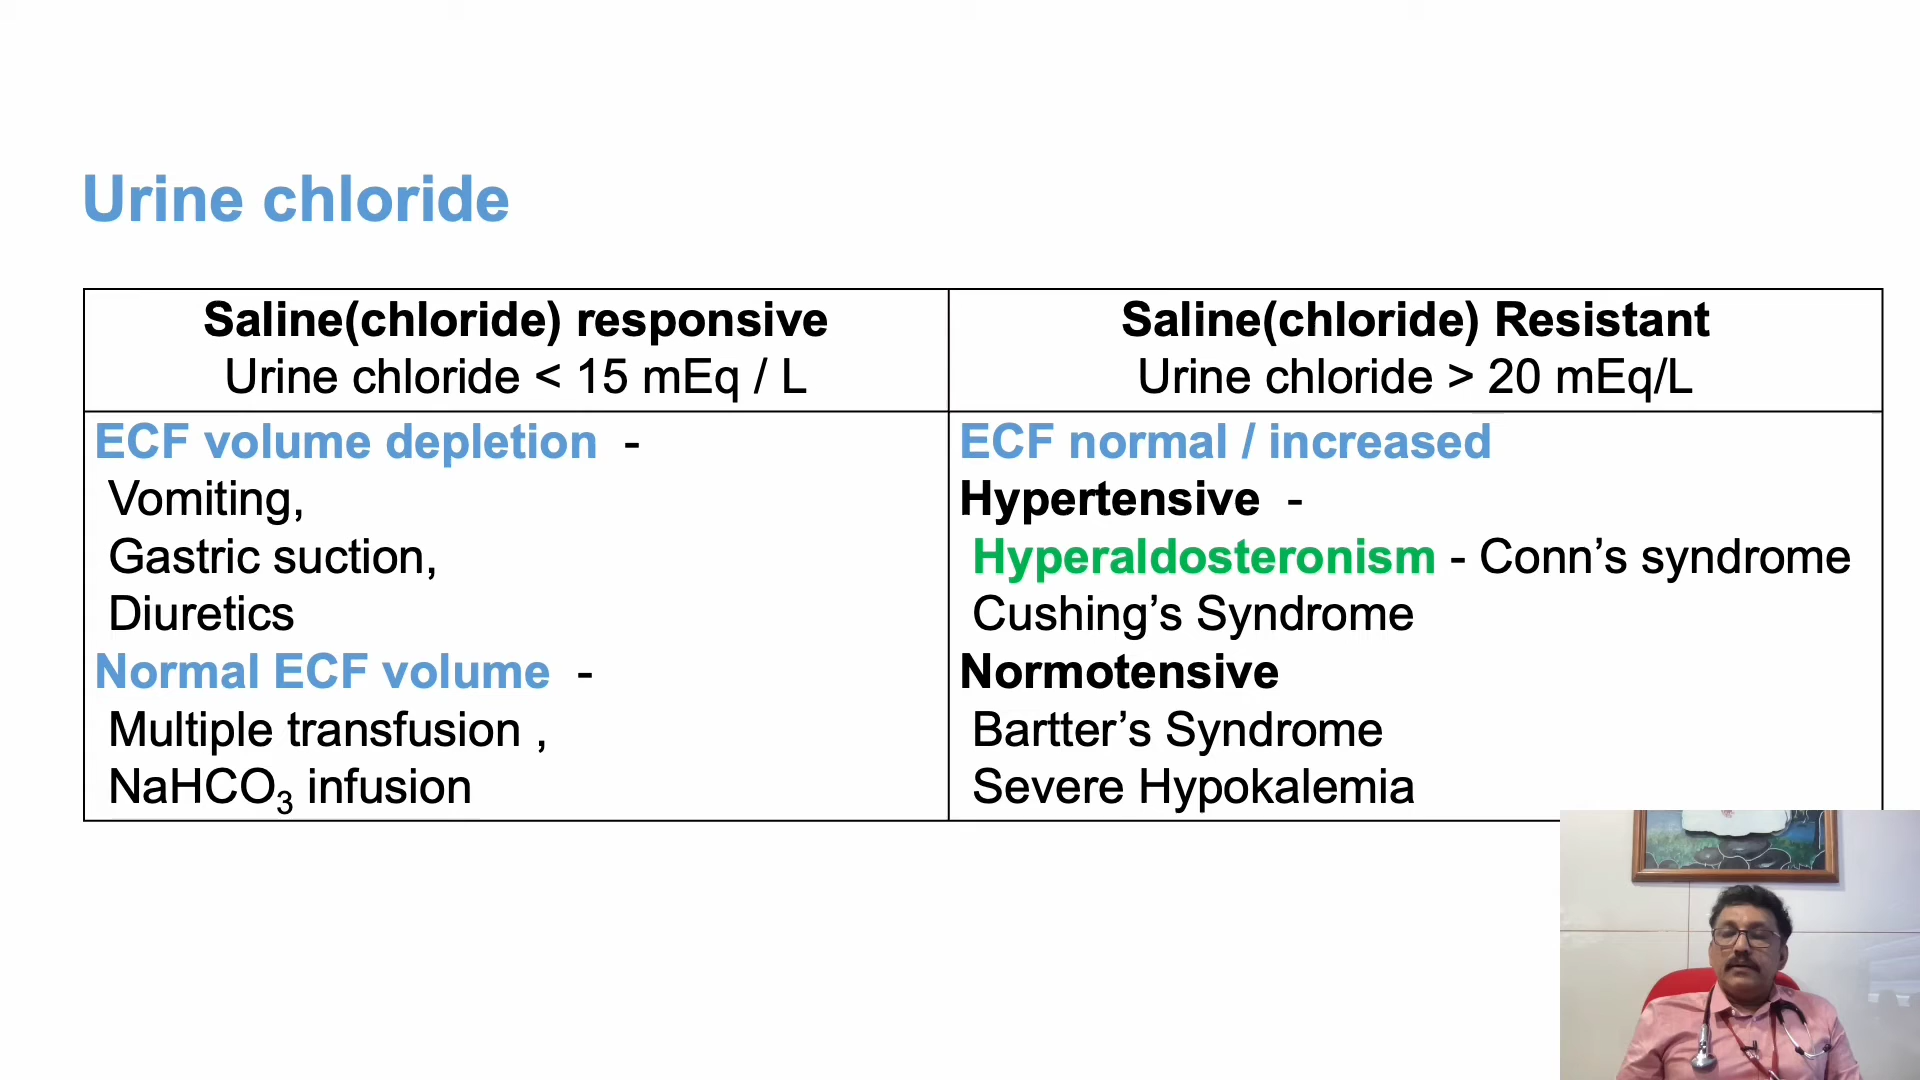 Urine chloride
Saline(chloride) responsive
Urine chloride < 15 mEq / L
Saline(chloride) Resistant
Urine chloride > 20 mEq/L
ECF volume depletion -
Vomiting,
Gastric suction,
Diuretics
Normal ECF volume -
Multiple transfusion ,
NaHCO₃ infusion
ECF normal / increased
Hypertensive -
Hyperaldosteronism - Conn’s syndrome
Cushing’s Syndrome
Normotensive
Bartter’s Syndrome
Severe Hypokalemia